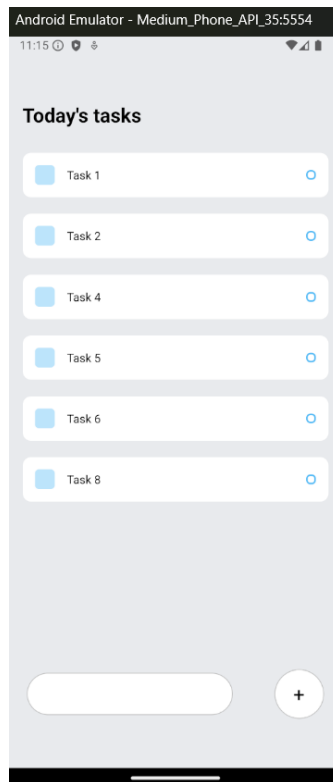 Android Emulator - Medium_Phone_API_35:5554
11:15
Today's tasks
Task 1
Task 2
Task 4
Task 5
Task 6
Task 8
+